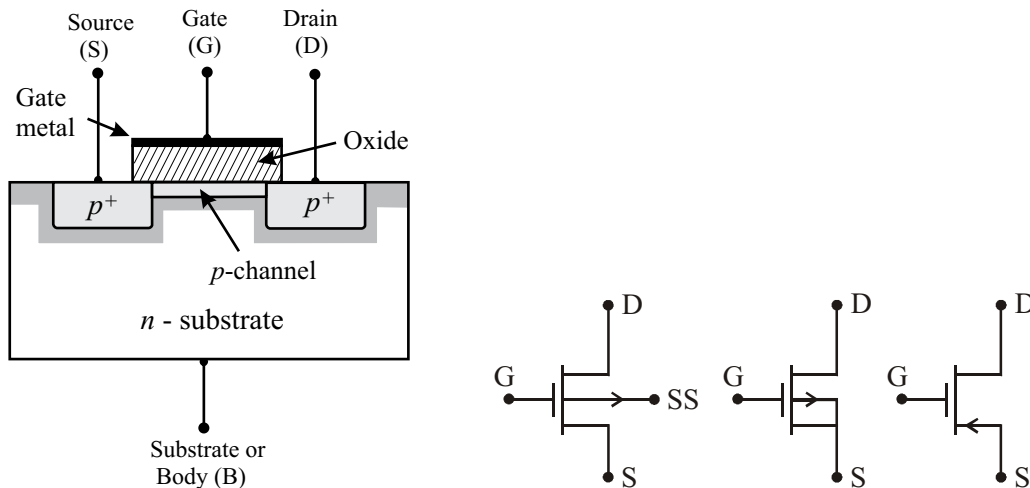 Source
(S)
Gate
(G)
Drain
(D)
Gate
metal
Oxide
p+
p+
p-channel
n - substrate
Substrate or
Body (B)
D
G
SS
S
D
G
S
D
G
S